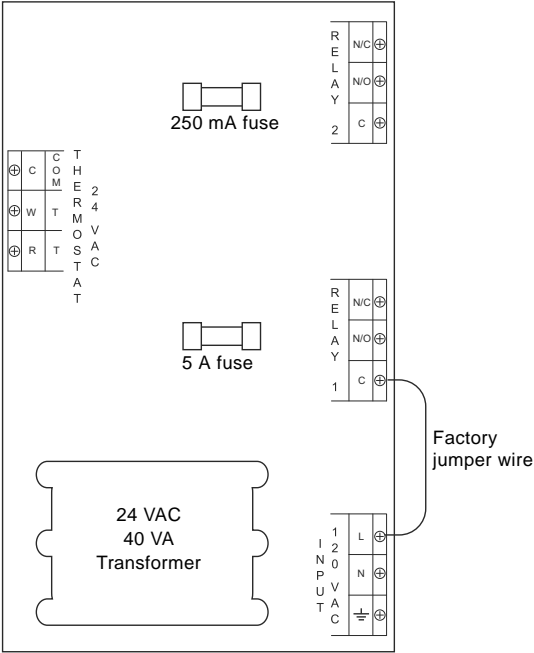 RELAY 2
N/C
N/O
C
250 mA fuse
THERMOSTAT
24 VAC
C COM
W T
R T
RELAY 1
N/C
N/O
C
5 A fuse
Factory
jumper wire
24 VAC
40 VA
Transformer
INPUT
120 VAC
L
N